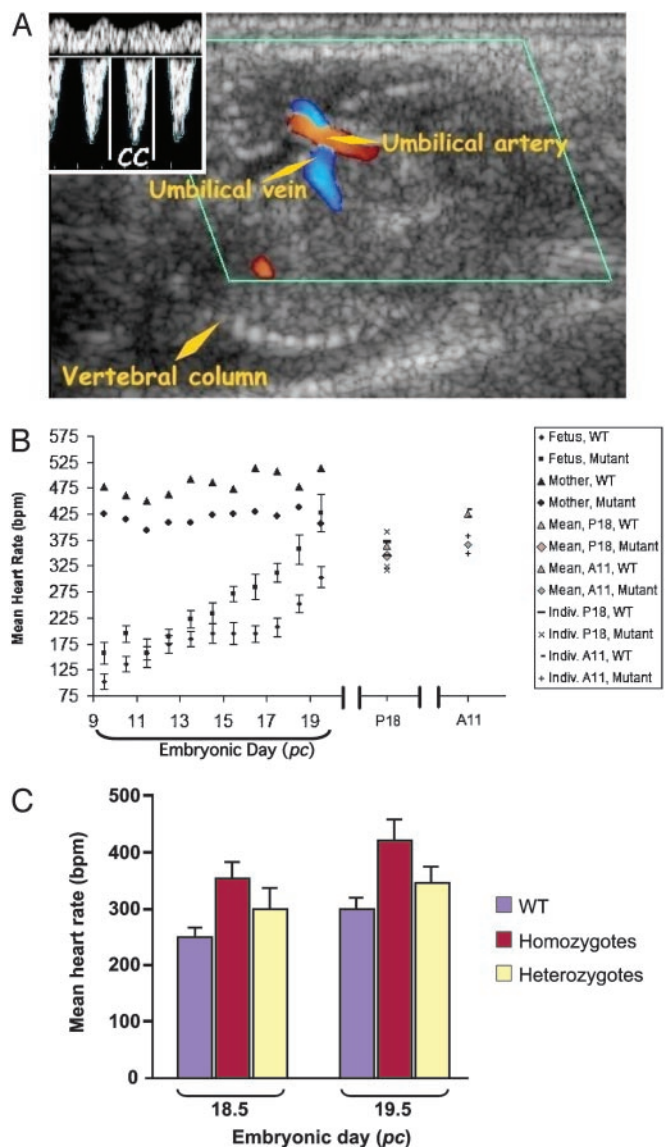 A
CC
Umbilical artery
Umbilical vein
Vertebral column
B
Mean Heart Rate (bpm)
575
525
475
425
375
325
275
225
175
125
75
9 11 13 15 17 19 P18 A11
Embryonic Day (pc)
Fetus, WT
Fetus, Mutant
Mother, WT
Mother, Mutant
Mean, P18, WT
Mean, P18, Mutant
Mean, A11, WT
Mean, A11, Mutant
Indiv. P18, WT
Indiv. P18, Mutant
Indiv. A11, WT
Indiv. A11, Mutant
C
Mean heart rate (bpm)
500
400
300
200
100
0
18.5 19.5
Embryonic day (pc)
WT
Homozygotes
Heterozygotes